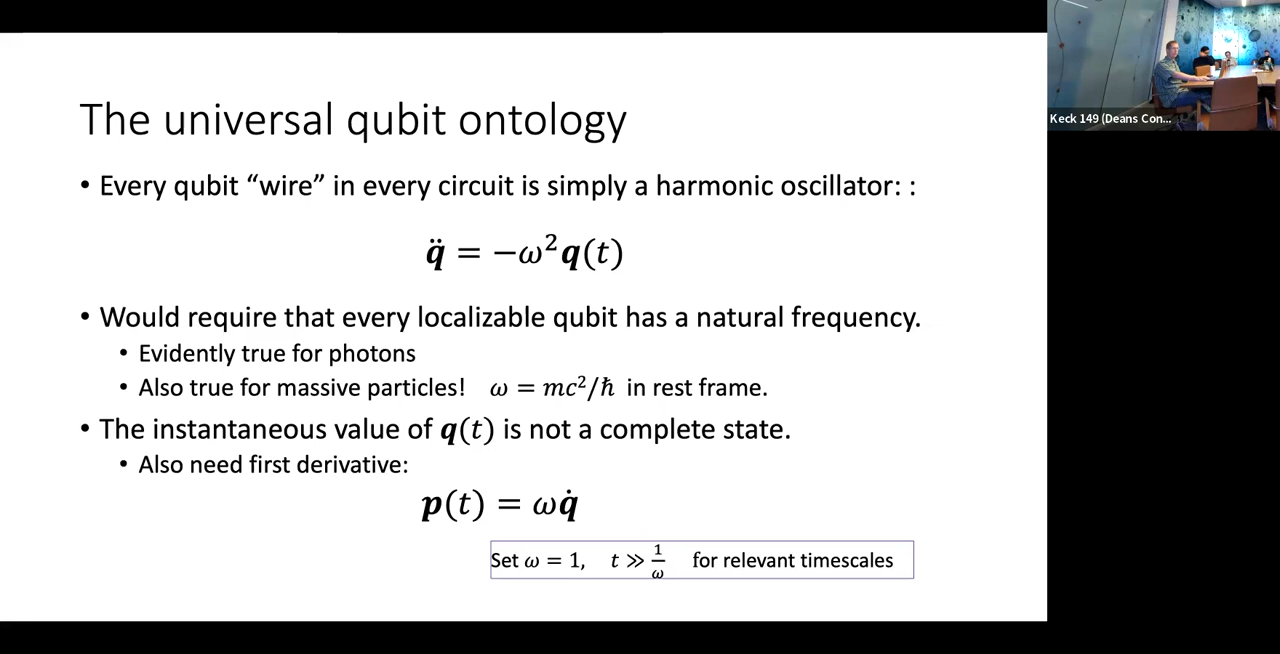 The universal qubit ontology
• Every qubit “wire” in every circuit is simply a harmonic oscillator: :
q̈ = −ω²q(t)
• Would require that every localizable qubit has a natural frequency.
• Evidently true for photons
• Also true for massive particles! ω = mc²/ℏ in rest frame.
• The instantaneous value of q(t) is not a complete state.
• Also need first derivative:
p(t) = ωq̇
Set ω = 1, t ≫ 1/ω for relevant timescales
Keck 149 (Deans Con...